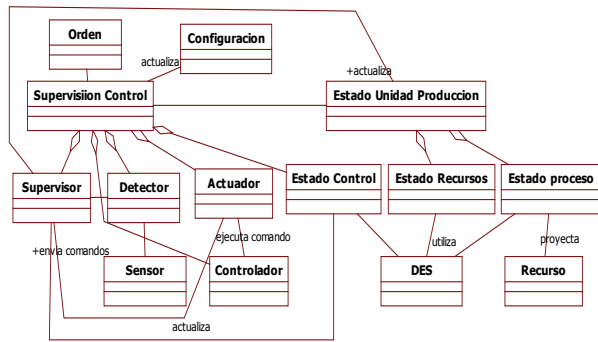 Orden
Configuracion
actualiza
+actualiza
Supervisiion Control
Estado Unidad Produccion
Supervisor
Detector
Actuador
Estado Control
Estado Recursos
Estado proceso
+envia comandos
ejecuta comando
utiliza
proyecta
Sensor
Controlador
DES
Recurso
actualiza